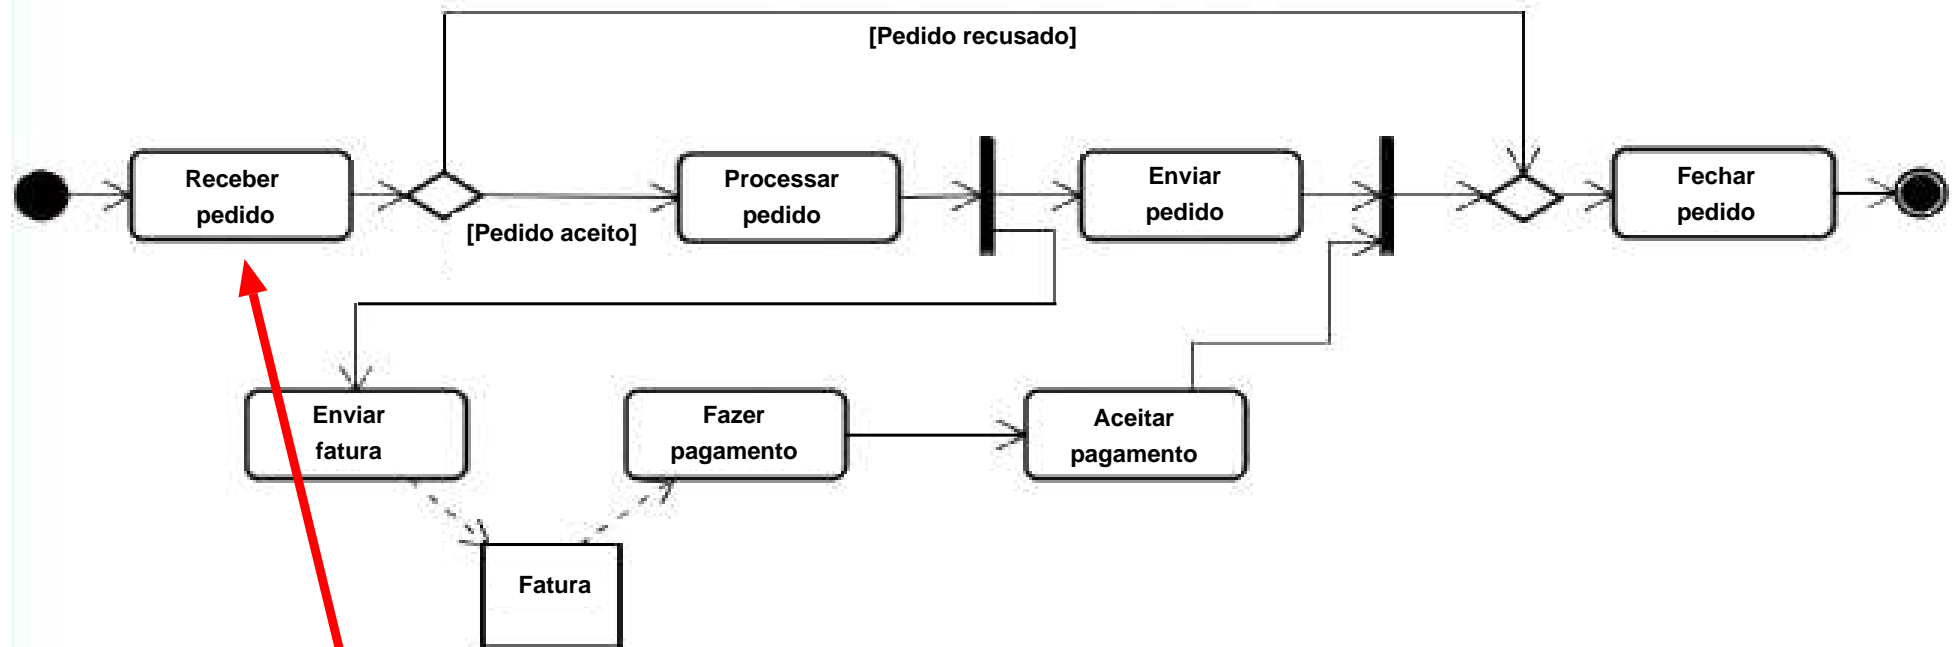 [Pedido recusado]
Receber
pedido
[Pedido aceito]
Processar
pedido
Enviar
pedido
Fechar
pedido
Enviar
fatura
Fazer
pagamento
Aceitar
pagamento
Fatura